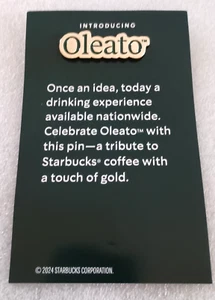 INTRODUCING
Oleato™
Once an idea, today a
drinking experience
available nationwide.
Celebrate Oleato™ with
this pin—a tribute to
Starbucks® coffee with
a touch of gold.
© 2024 STARBUCKS CORPORATION.